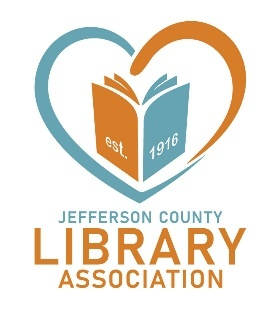 est. 1916
JEFFERSON COUNTY
LIBRARY
ASSOCIATION